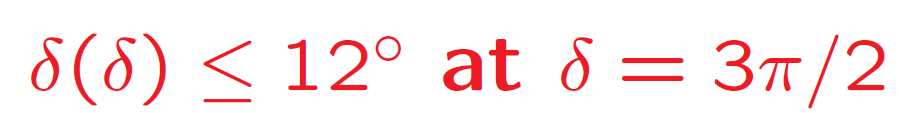 δ(δ) ≤ 12° at δ = 3π/2